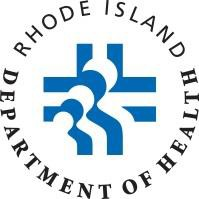 RHODE ISLAND
DEPARTMENT OF HEALTH